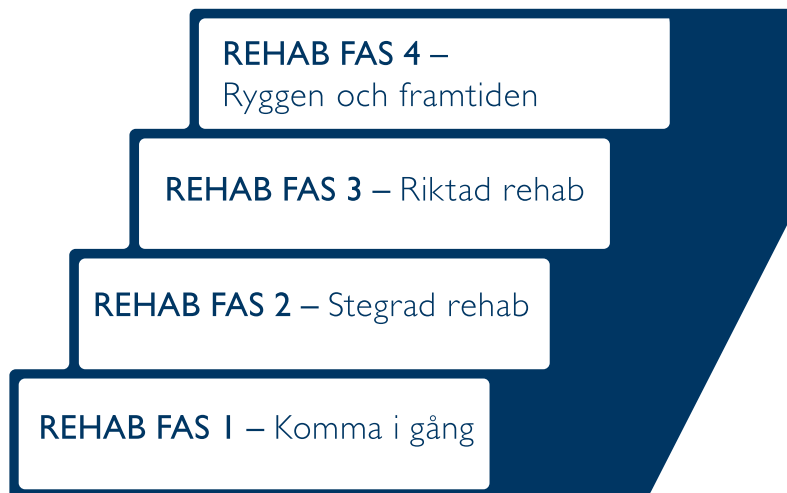 REHAB FAS 4 –
Ryggen och framtiden
REHAB FAS 3 – Riktad rehab
REHAB FAS 2 – Stegrad rehab
REHAB FAS 1 – Komma i gång